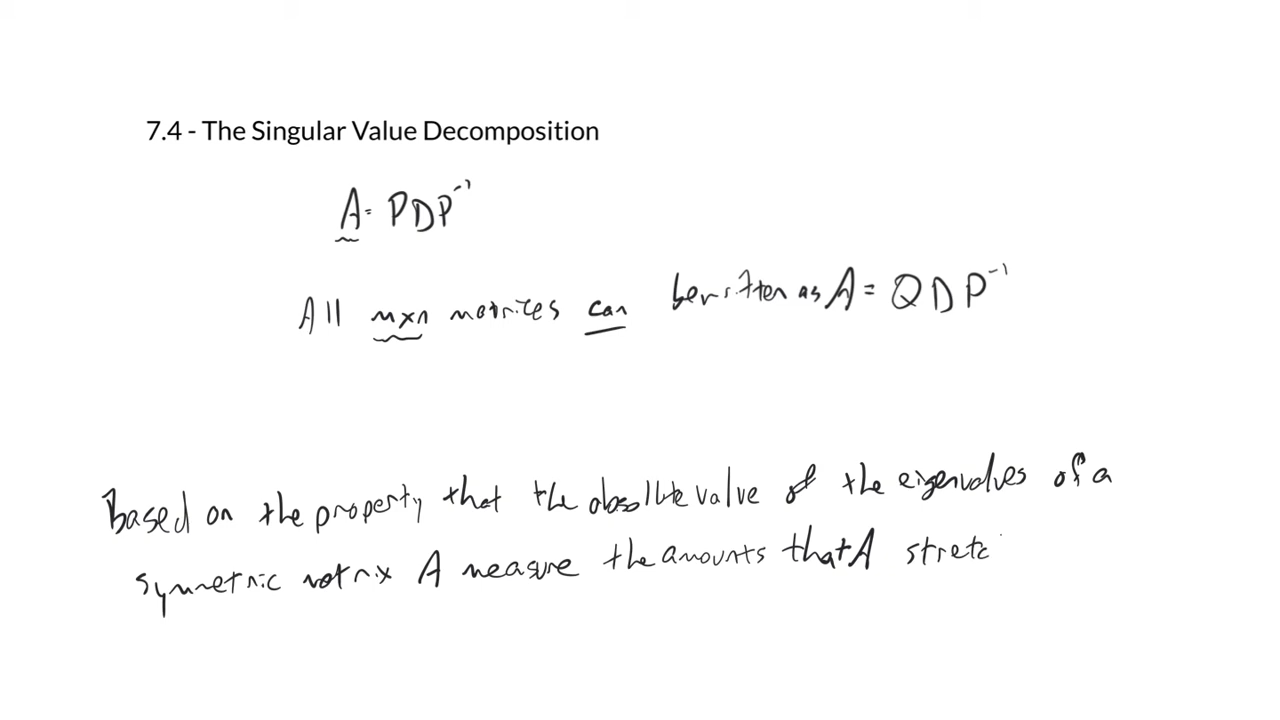 7.4 - The Singular Value Decomposition
A = PDP⁻¹
All mxn matrices can be written as A = QDP⁻¹
Based on the property that the absolute value of the eigenvalues of a
symmetric matrix A measure the amounts that A stretc